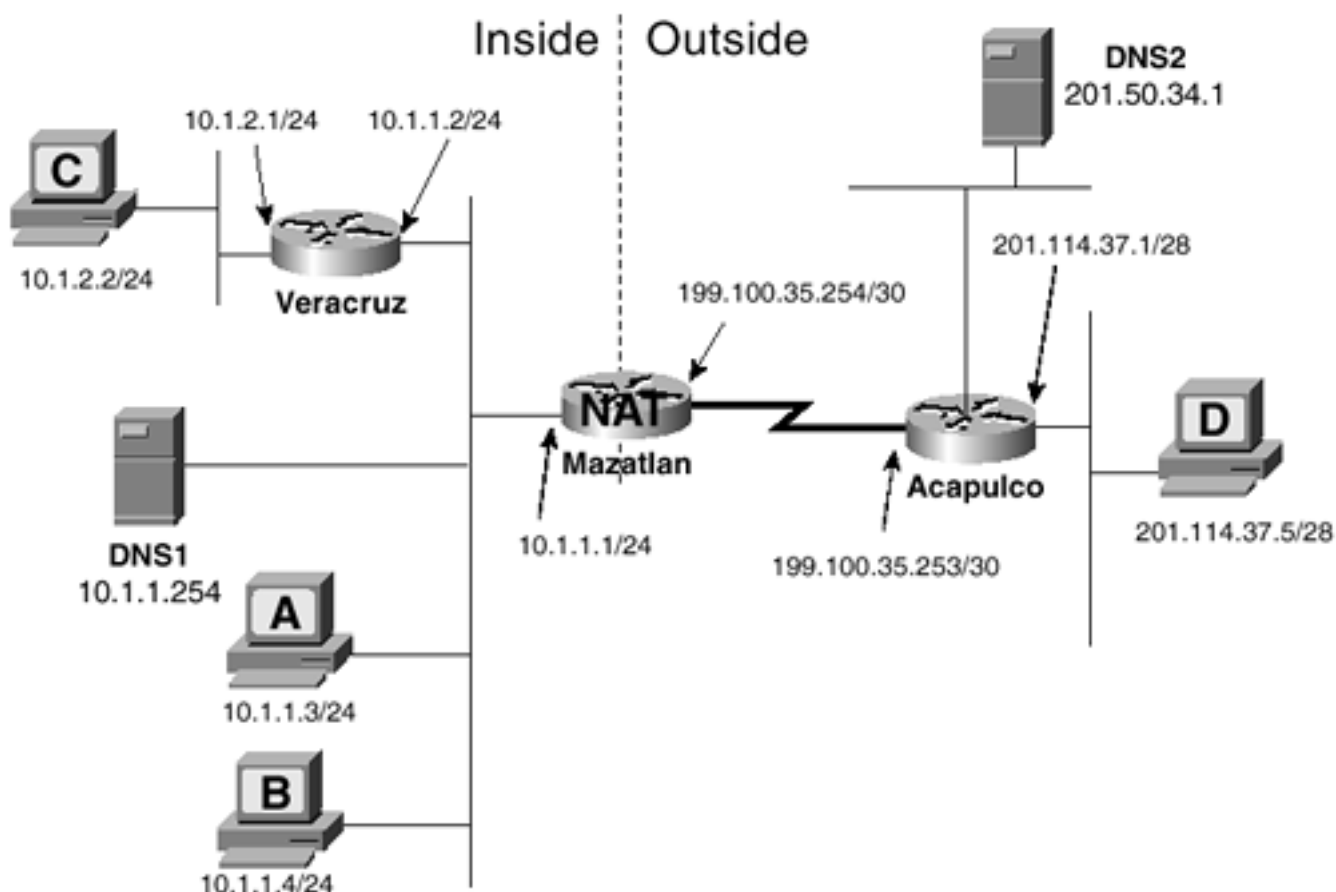 Inside
Outside
DNS2
201.50.34.1
10.1.2.1/24
10.1.1.2/24
C
10.1.2.2/24
Veracruz
201.114.37.1/28
199.100.35.254/30
NAT
Mazatlan
10.1.1.1/24
Acapulco
199.100.35.253/30
D
201.114.37.5/28
DNS1
10.1.1.254
A
10.1.1.3/24
B
10.1.1.4/24